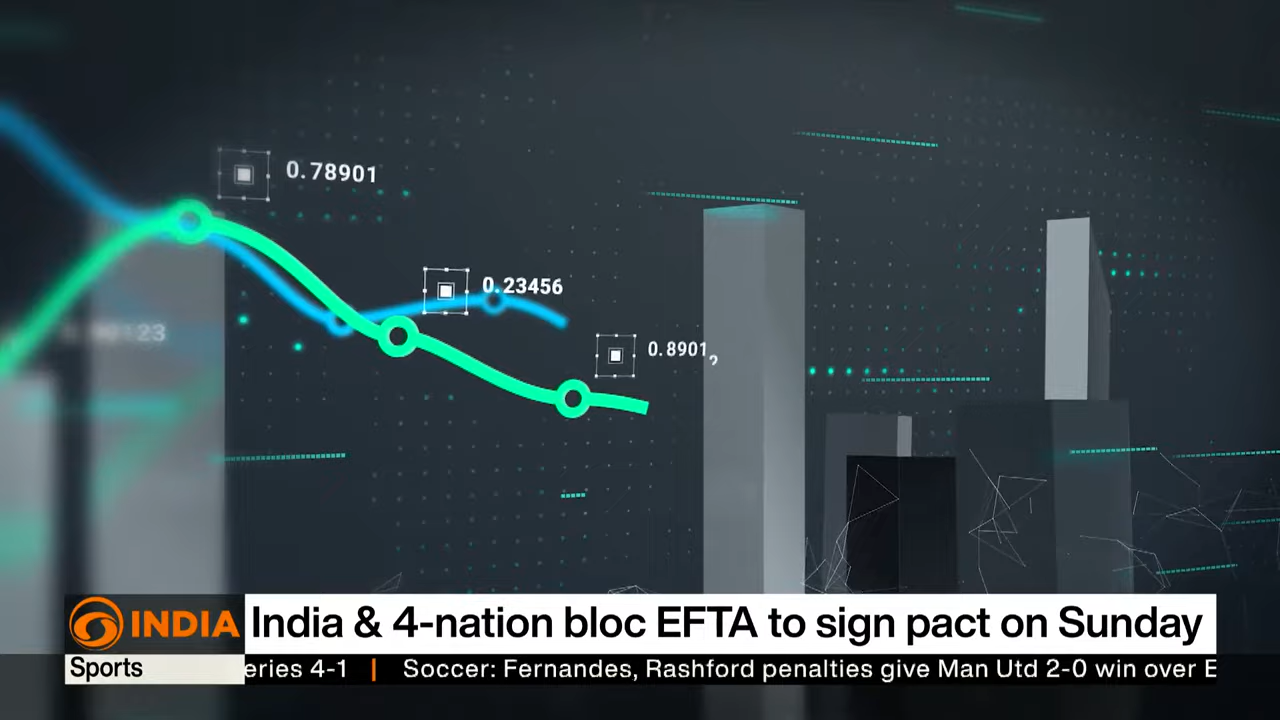 0.78901
0.23456
0.8901
INDIA
India & 4-nation bloc EFTA to sign pact on Sunday
Sports
eries 4-1 | Soccer: Fernandes, Rashford penalties give Man Utd 2-0 win over E